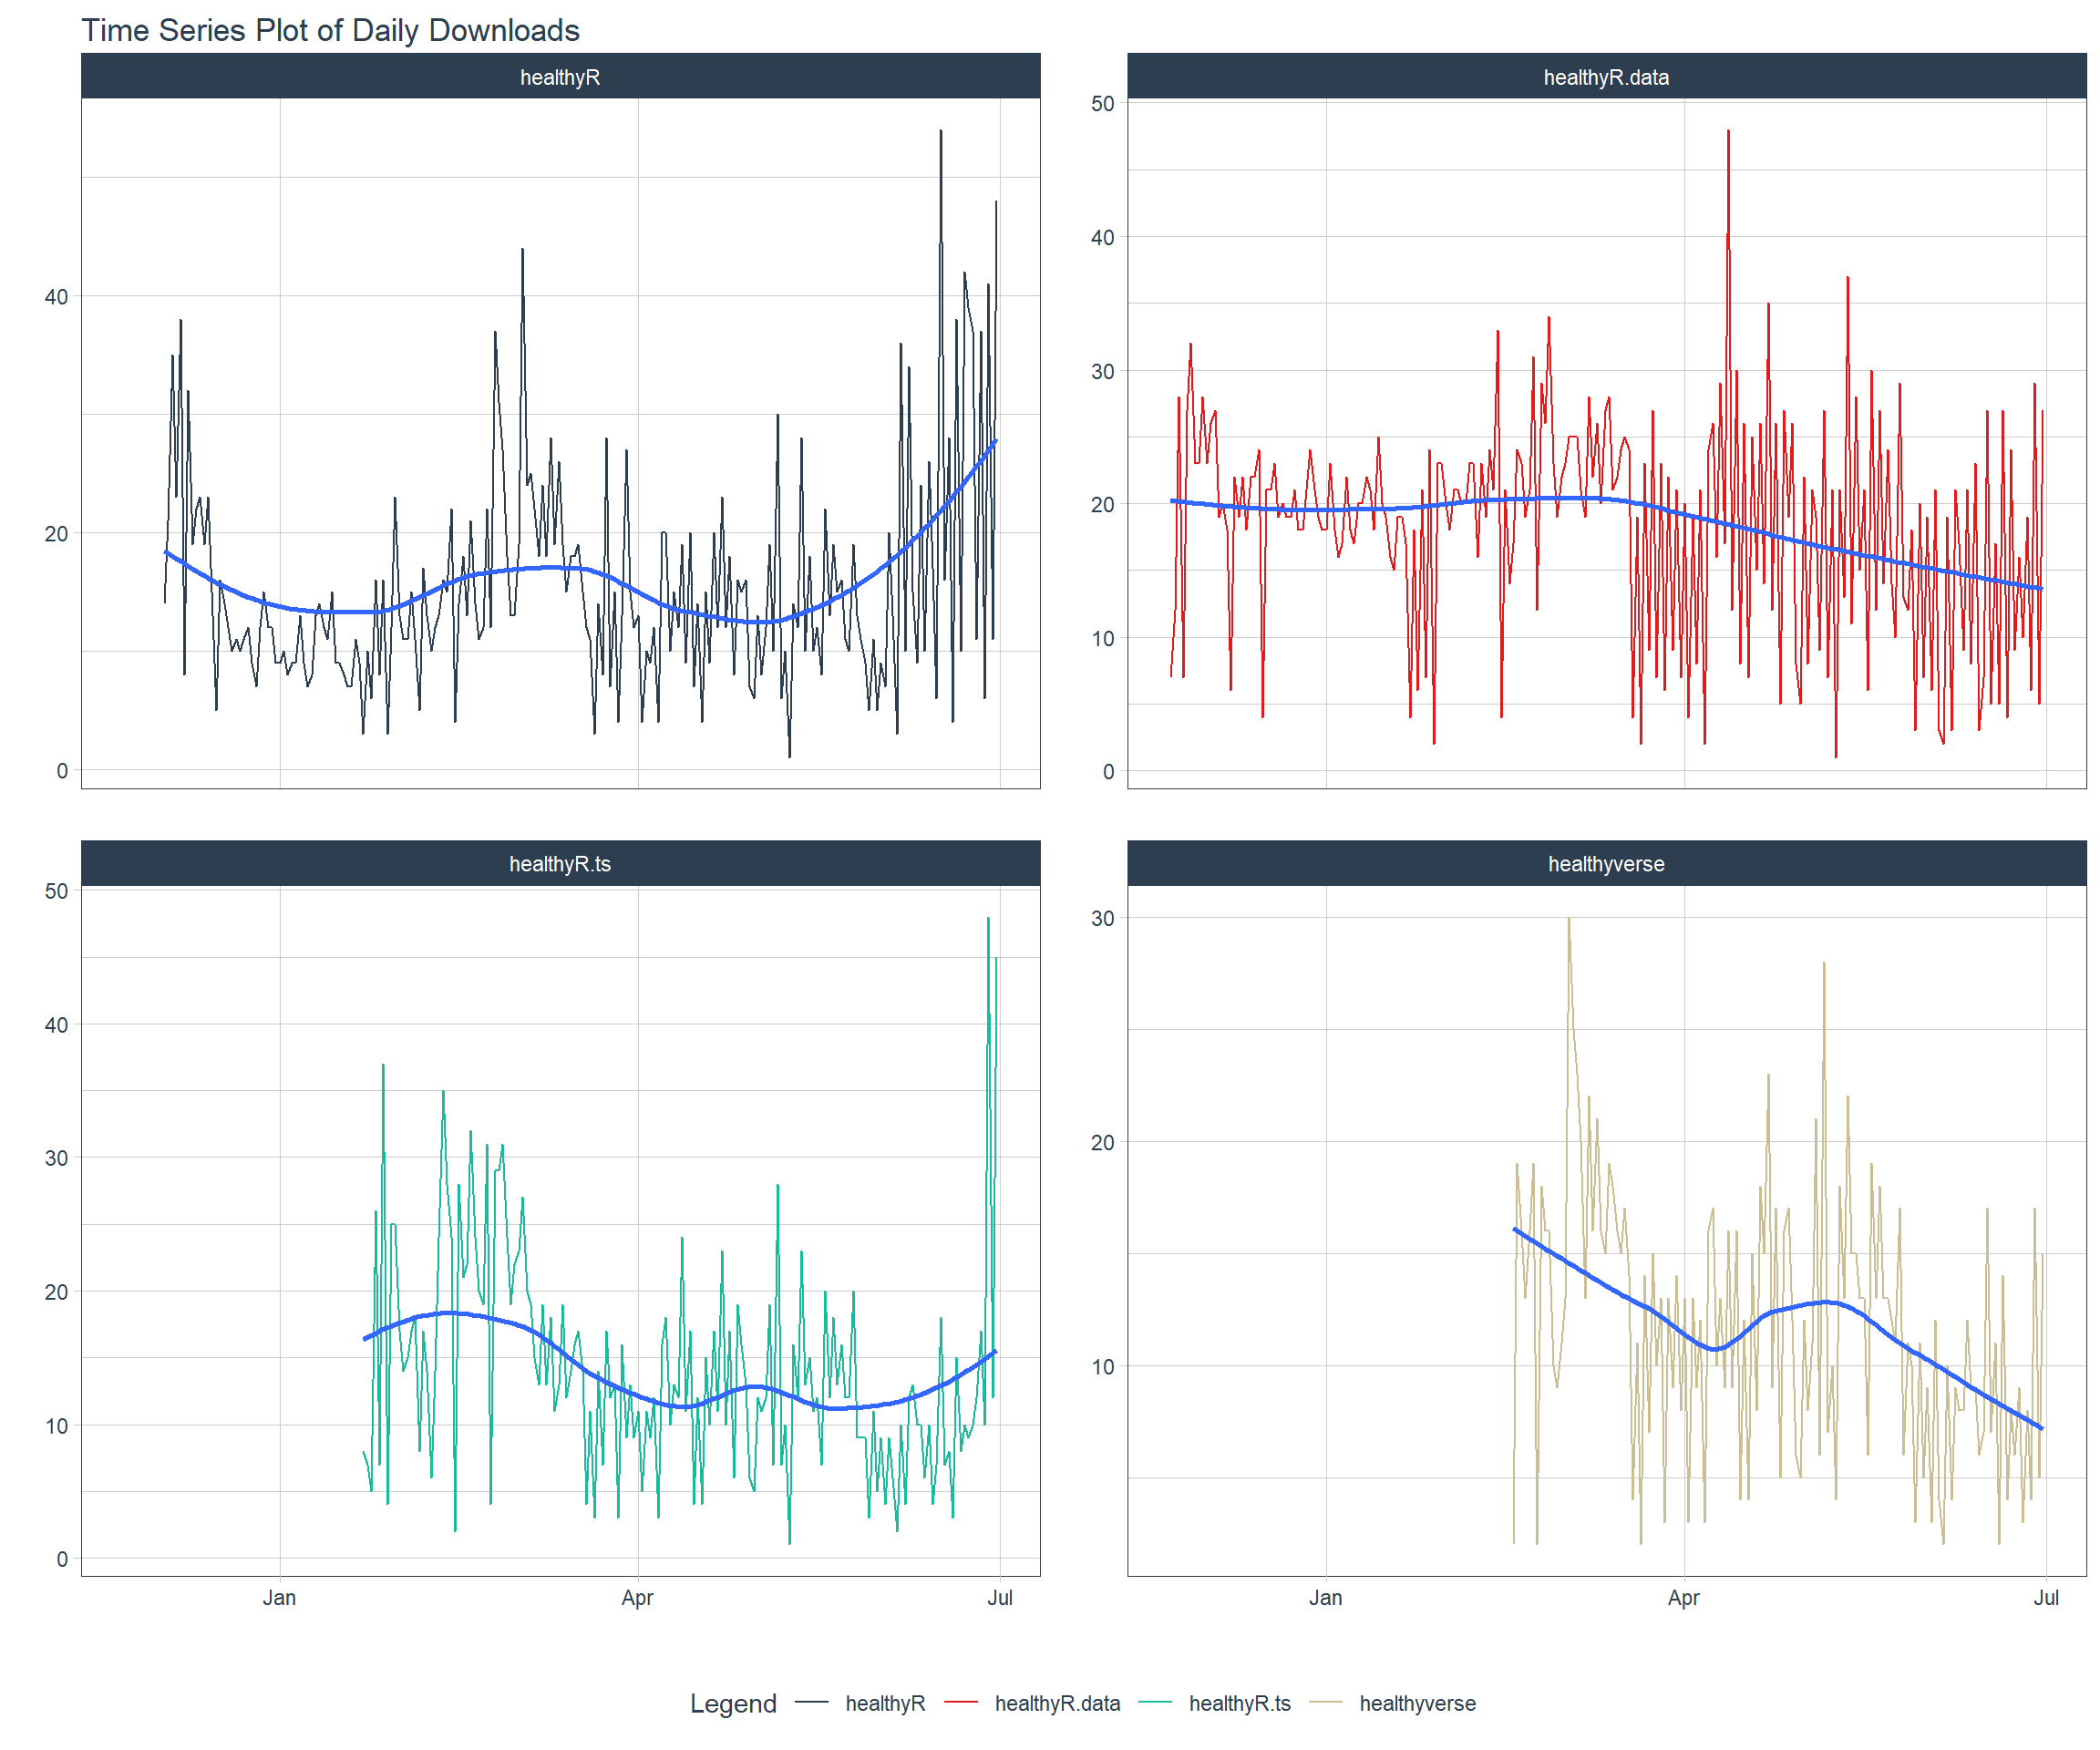 Time Series Plot of Daily Downloads
healthyR
healthyR.data
40
20
0
50
40
30
20
10
0
healthyR.ts
healthyverse
50
40
30
20
10
0
30
20
10
Jan Apr Jul
Jan Apr Jul
Legend healthyR healthyR.data healthyR.ts healthyverse